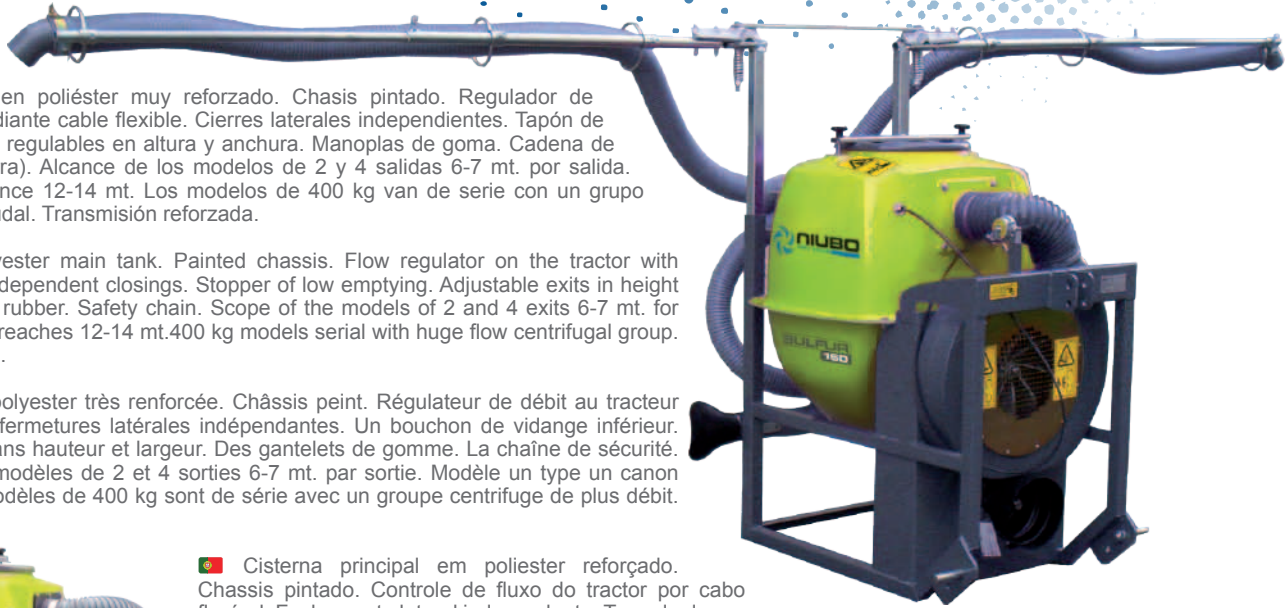 en poliéster muy reforzado. Chasis pintado. Regulador de
diante cable flexible. Cierres laterales independientes. Tapón de
regulables en altura y anchura. Manoplas de goma. Cadena de
ra). Alcance de los modelos de 2 y 4 salidas 6-7 mt. por salida.
nce 12-14 mt. Los modelos de 400 kg van de serie con un grupo
udal. Transmisión reforzada.
yester main tank. Painted chassis. Flow regulator on the tractor with
dependent closings. Stopper of low emptying. Adjustable exits in height
rubber. Safety chain. Scope of the models of 2 and 4 exits 6-7 mt. for
reaches 12-14 mt.400 kg models serial with huge flow centrifugal group.
.
polyester très renforcée. Châssis peint. Régulateur de débit au tracteur
fermetures latérales indépendantes. Un bouchon de vidange inférieur.
ans hauteur et largeur. Des gantelets de gomme. La chaîne de sécurité.
modèles de 2 et 4 sorties 6-7 mt. par sortie. Modèle un type un canon
odèles de 400 kg sont de série avec un groupe centrifuge de plus débit.
Cisterna principal em poliester reforçado.
Chassis pintado. Controle de fluxo do tractor por cabo
NIUBO
SULFUR
150